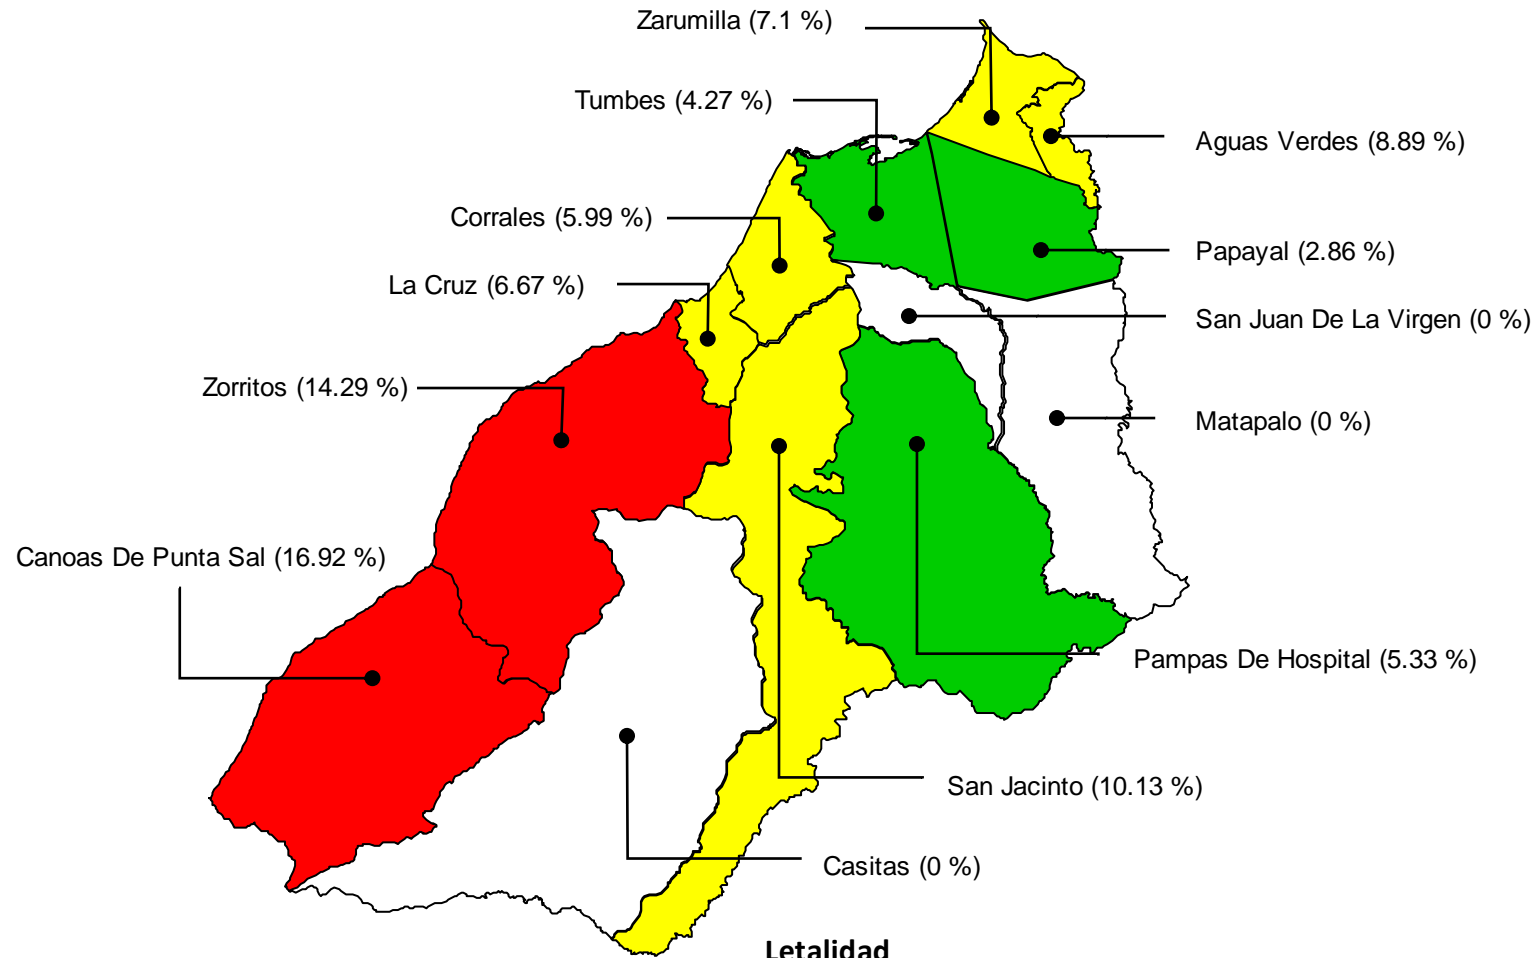 Zarumilla (7.1 %)
Tumbes (4.27 %)
Aguas Verdes (8.89 %)
Corrales (5.99 %)
Papayal (2.86 %)
La Cruz (6.67 %)
San Juan De La Virgen (0 %)
Zorritos (14.29 %)
Matapalo (0 %)
Canoas De Punta Sal (16.92 %)
Pampas De Hospital (5.33 %)
San Jacinto (10.13 %)
Casitas (0 %)
Letalidad